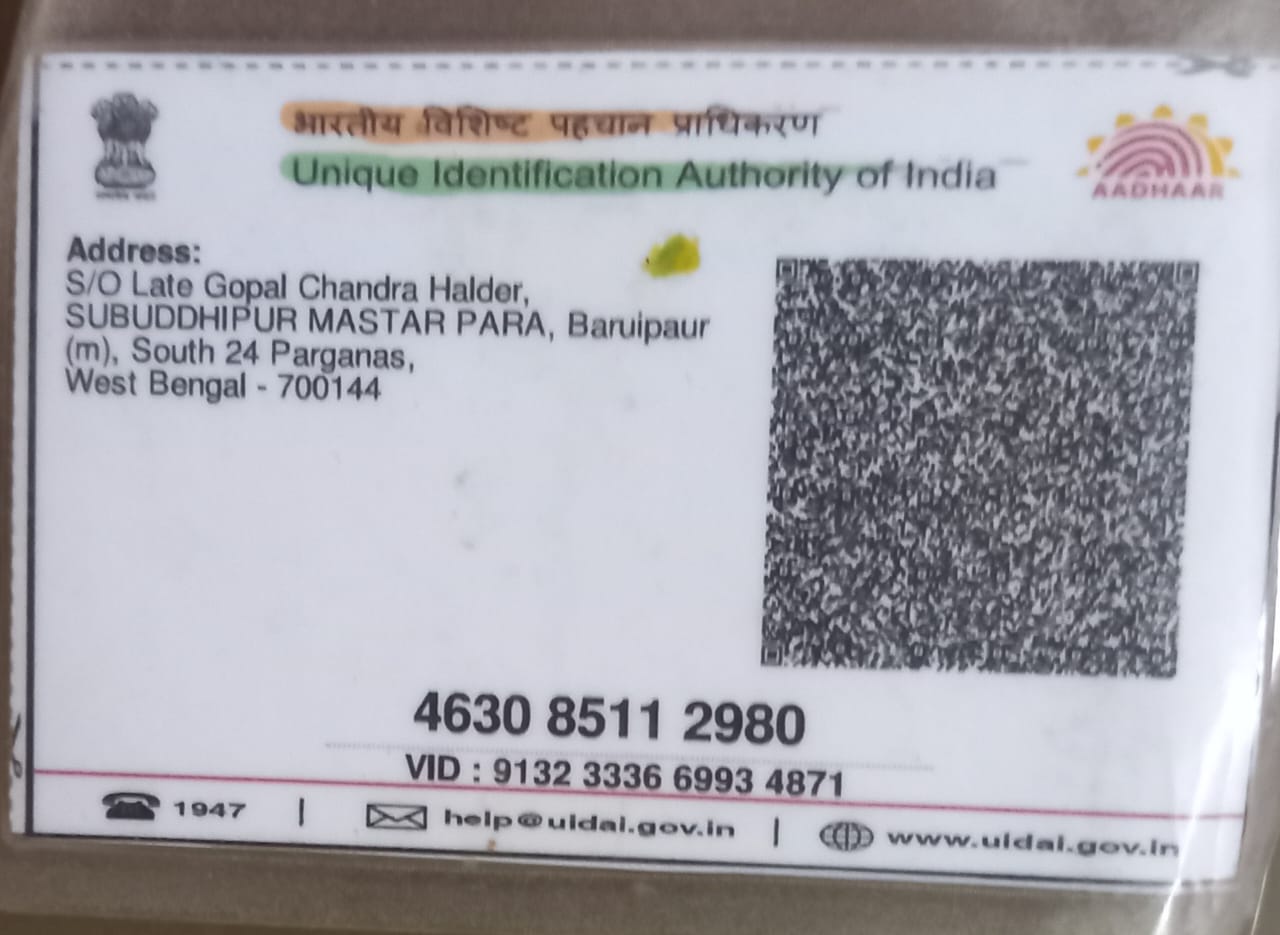 भारतीय विशिष्ट पहचान प्राधिकरण
Unique Identification Authority of India
AADHAAR
Address:
S/O Late Gopal Chandra Halder,
SUBUDDHIPUR MASTAR PARA, Baruipaur
(m), South 24 Parganas,
West Bengal - 700144
4630 8511 2980
VID : 9132 3336 6993 4871
1947 | help@uidai.gov.in | www.uidai.gov.in